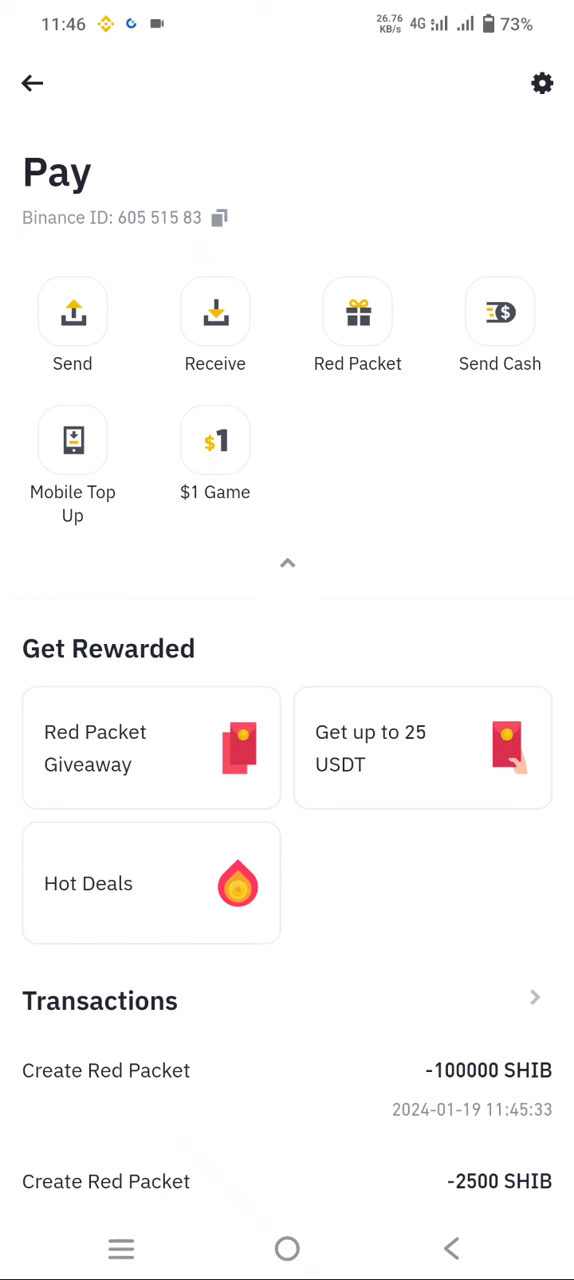 11:46 26.76 KB/s 4G 73%
Pay
Binance ID: 605 515 83
Send Receive Red Packet Send Cash
Mobile Top Up $1 $1 Game
Get Rewarded
Red Packet Giveaway
Get up to 25 USDT
Hot Deals
Transactions
Create Red Packet -100000 SHIB
2024-01-19 11:45:33
Create Red Packet -2500 SHIB